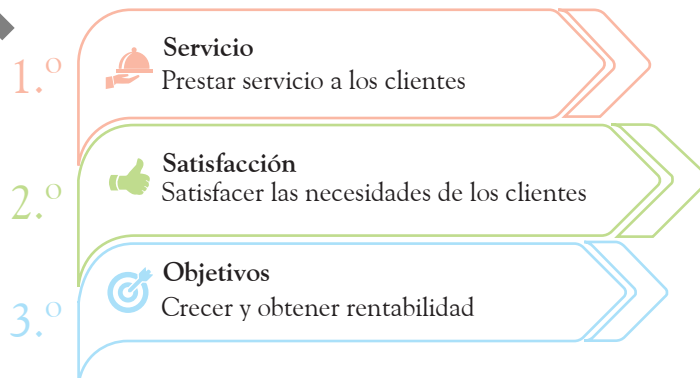 1.º
Servicio
Prestar servicio a los clientes
2.º
Satisfacción
Satisfacer las necesidades de los clientes
3.º
Objetivos
Crecer y obtener rentabilidad